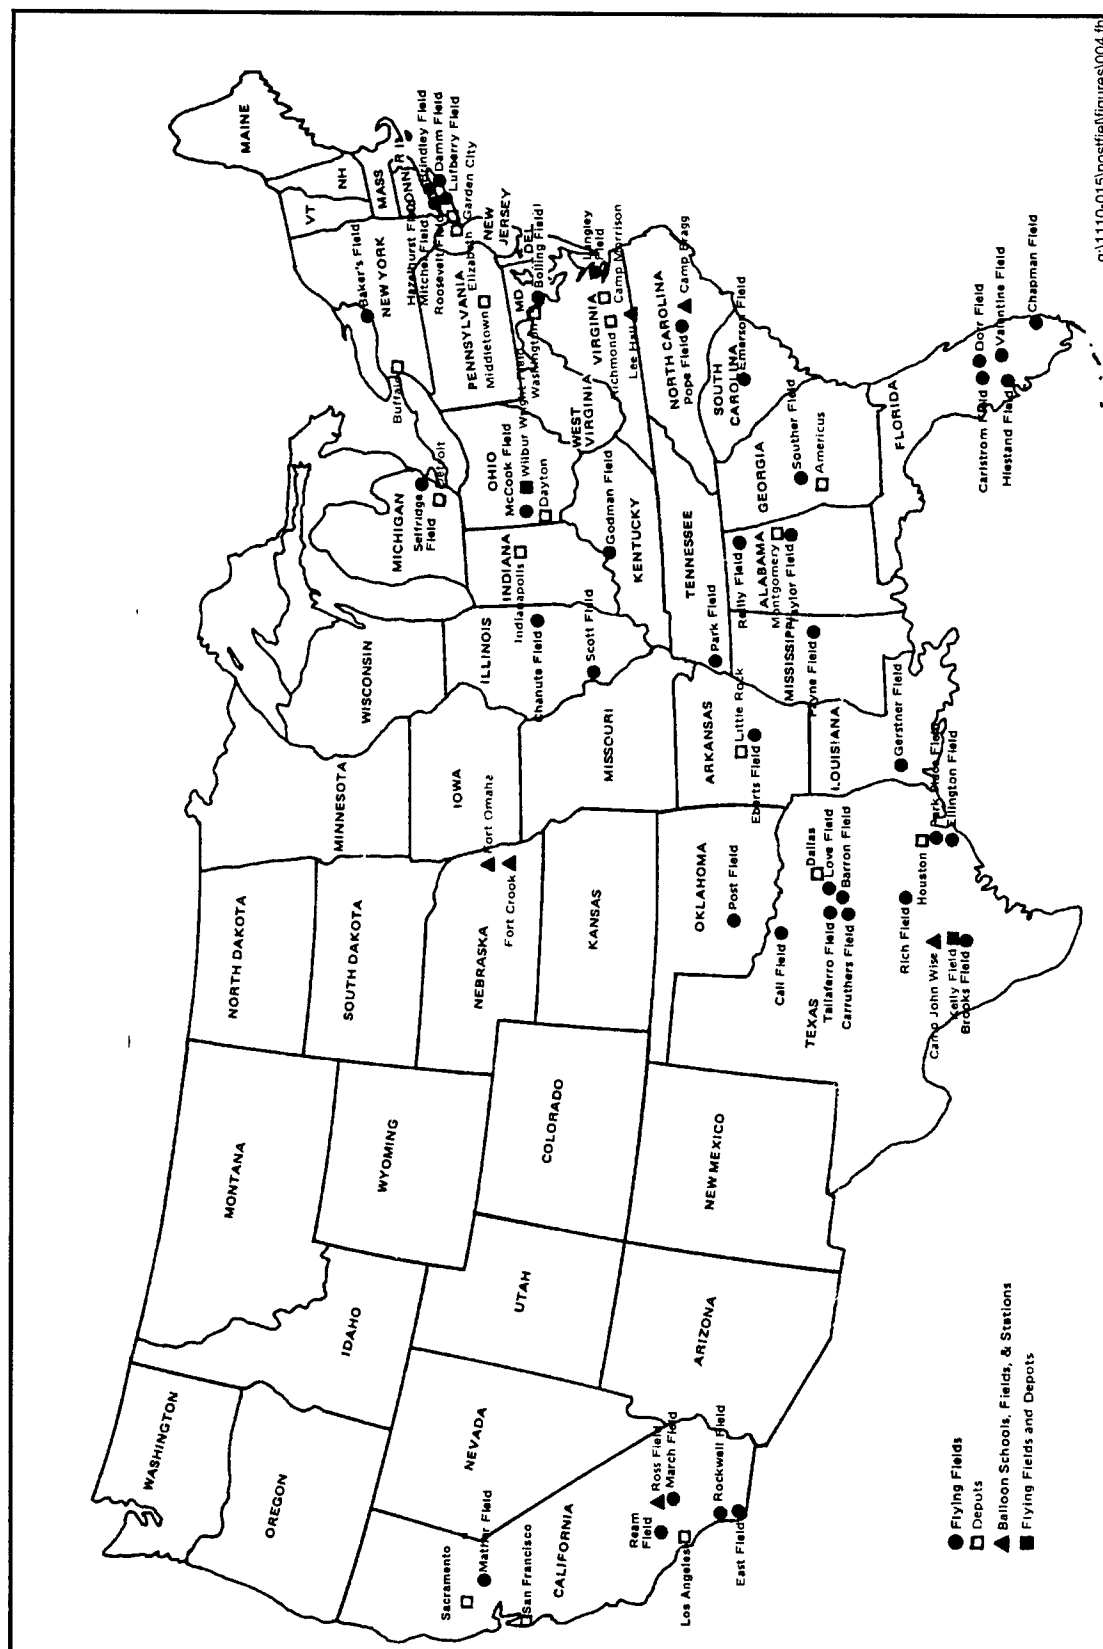 WASHINGTON
OREGON
IDAHO
MONTANA
WYOMING
NORTH DAKOTA
SOUTH DAKOTA
NEBRASKA
Fort Omaha
Fort Crook
MINNESOTA
IOWA
WISCONSIN
MICHIGAN
Selfridge
Field
Detroit
ILLINOIS
Chanute Field
Scott Field
INDIANA
Indianapolis
OHIO
McCook Field
Wilbur Wright Field
Dayton
KENTUCKY
Godman Field
TENNESSEE
Park Field
WEST
VIRGINIA
VIRGINIA
Richmond
Lee Hall
Langley
Field
Camp Morrison
PENNSYLVANIA
Middletown
MD
DEL
Washington
Bolling Field
NEW
JERSEY
NEW YORK
Baker's Field
Buffalo
VT
NH
MAINE
MASS
CONN
R I
Hazelhurst Field
Mitchel Field
Roosevelt Field
Elizabeth
Garden City
Brindley Field
Damm Field
Lufberry Field
NORTH CAROLINA
Pope Field
Camp Bragg
SOUTH
CAROLINA
Emerson Field
GEORGIA
Souther Field
Americus
ALABAMA
Reilly Field
Montgomery
Taylor Field
MISSISSIPPI
Payne Field
FLORIDA
Carlstrom Field
Dorr Field
Valentine Field
Hiestand Field
Chapman Field
MISSOURI
ARKANSAS
Little Rock
Eberts Field
LOUISIANA
Gerstner Field
KANSAS
OKLAHOMA
Post Field
TEXAS
Call Field
Dallas
Love Field
Barron Field
Taliaferro Field
Carruthers Field
Rich Field
Houston
Park Place Field
Ellington Field
Camp John Wise
Kelly Field
Brooks Field
COLORADO
NEW MEXICO
UTAH
ARIZONA
NEVADA
CALIFORNIA
Sacramento
Mather Field
San Francisco
Ream
Field
Ross Field
March Field
Los Angeles
Rockwell Field
East Field
Flying Fields
Depots
Balloon Schools, Fields, & Stations
Flying Fields and Depots